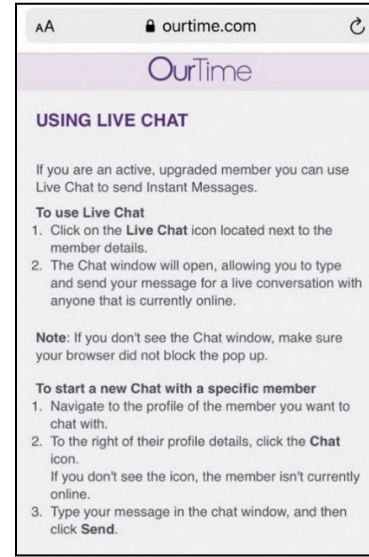 AA ourtime.com
OurTime
USING LIVE CHAT
If you are an active, upgraded member you can use
Live Chat to send Instant Messages.
To use Live Chat
1. Click on the Live Chat icon located next to the
member details.
2. The Chat window will open, allowing you to type
and send your message for a live conversation with
anyone that is currently online.
Note: If you don't see the Chat window, make sure
your browser did not block the pop up.
To start a new Chat with a specific member
1. Navigate to the profile of the member you want to
chat with.
2. To the right of their profile details, click the Chat
icon.
If you don't see the icon, the member isn't currently
online.
3. Type your message in the chat window, and then
click Send.